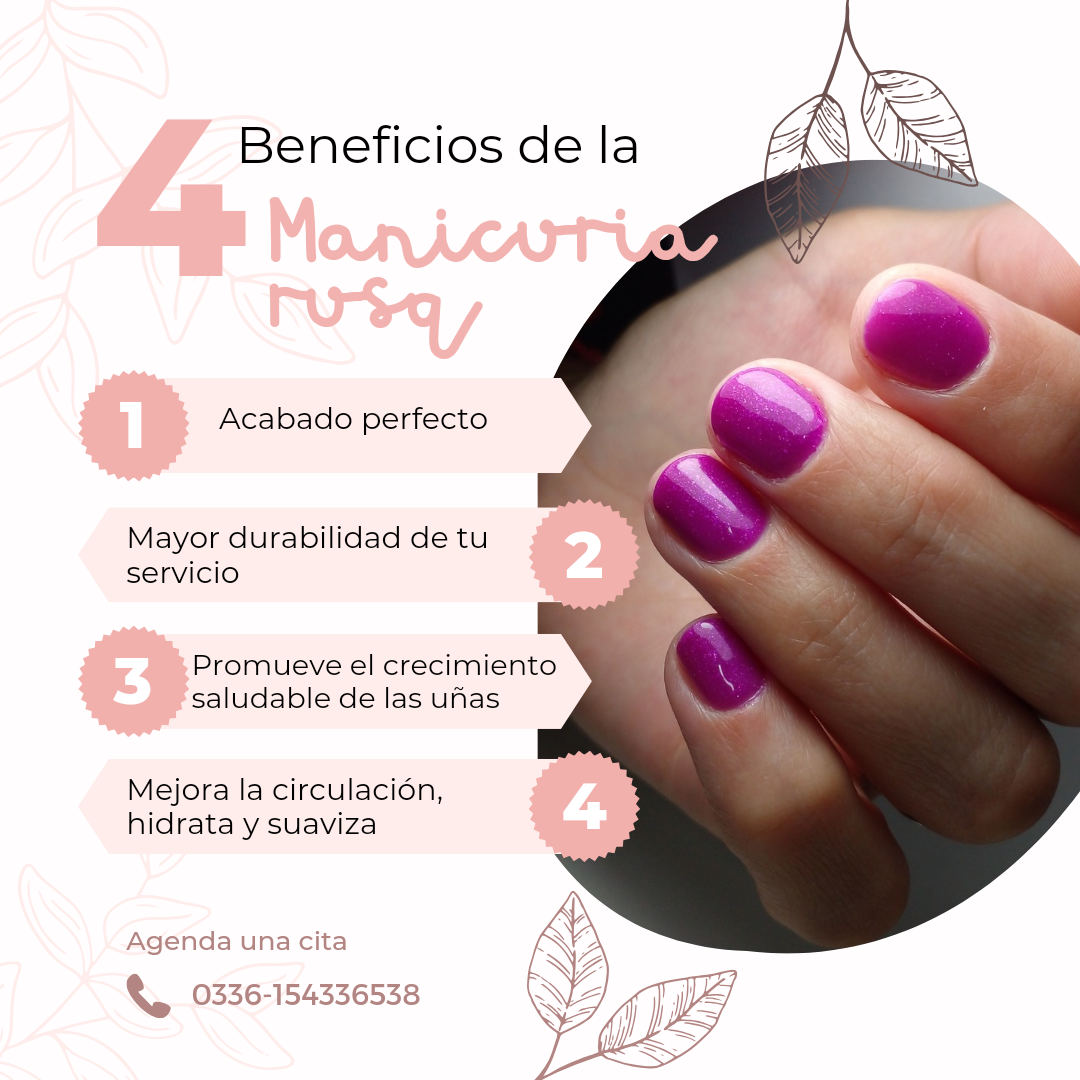 4 Beneficios de la
Manicuria
rusa
1 Acabado perfecto
Mayor durabilidad de tu 2
servicio
3 Promueve el crecimiento
saludable de las uñas
Mejora la circulación, 4
hidrata y suaviza
Agenda una cita
0336-154336538